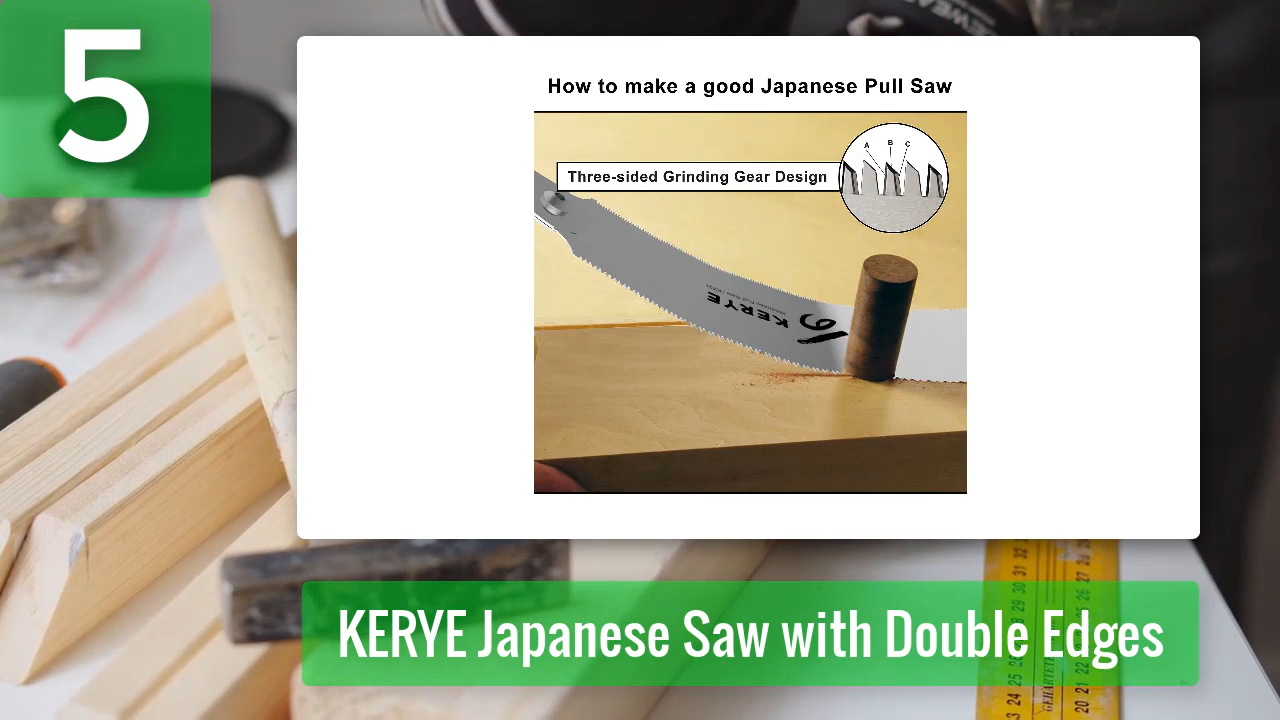 5
How to make a good Japanese Pull Saw
A B C
Three-sided Grinding Gear Design
KERYE
KERYE Japanese Saw with Double Edges